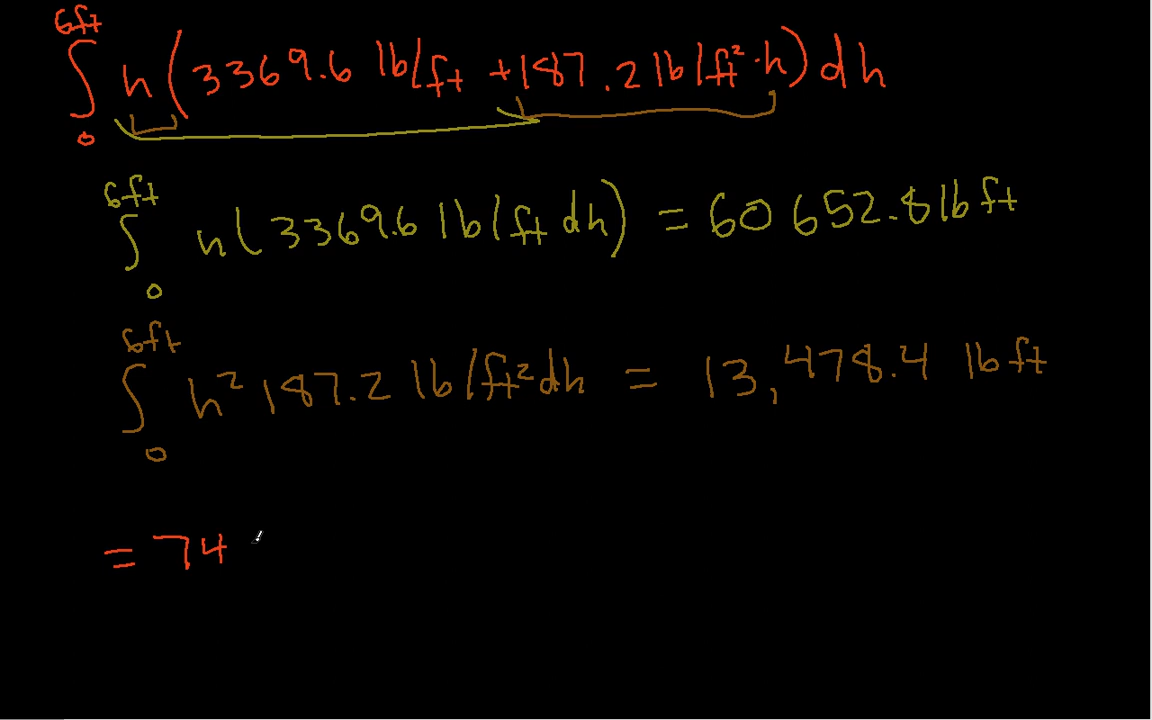 6ft
∫ h(3369.6 lb/ft + 187.2 lb/ft²·h) dh
0
6ft
∫ h(3369.6 lb/ft dh) = 60652.8 lb ft
0
6ft
∫ h² 187.2 lb/ft² dh = 13,478.4 lb ft
0
= 74